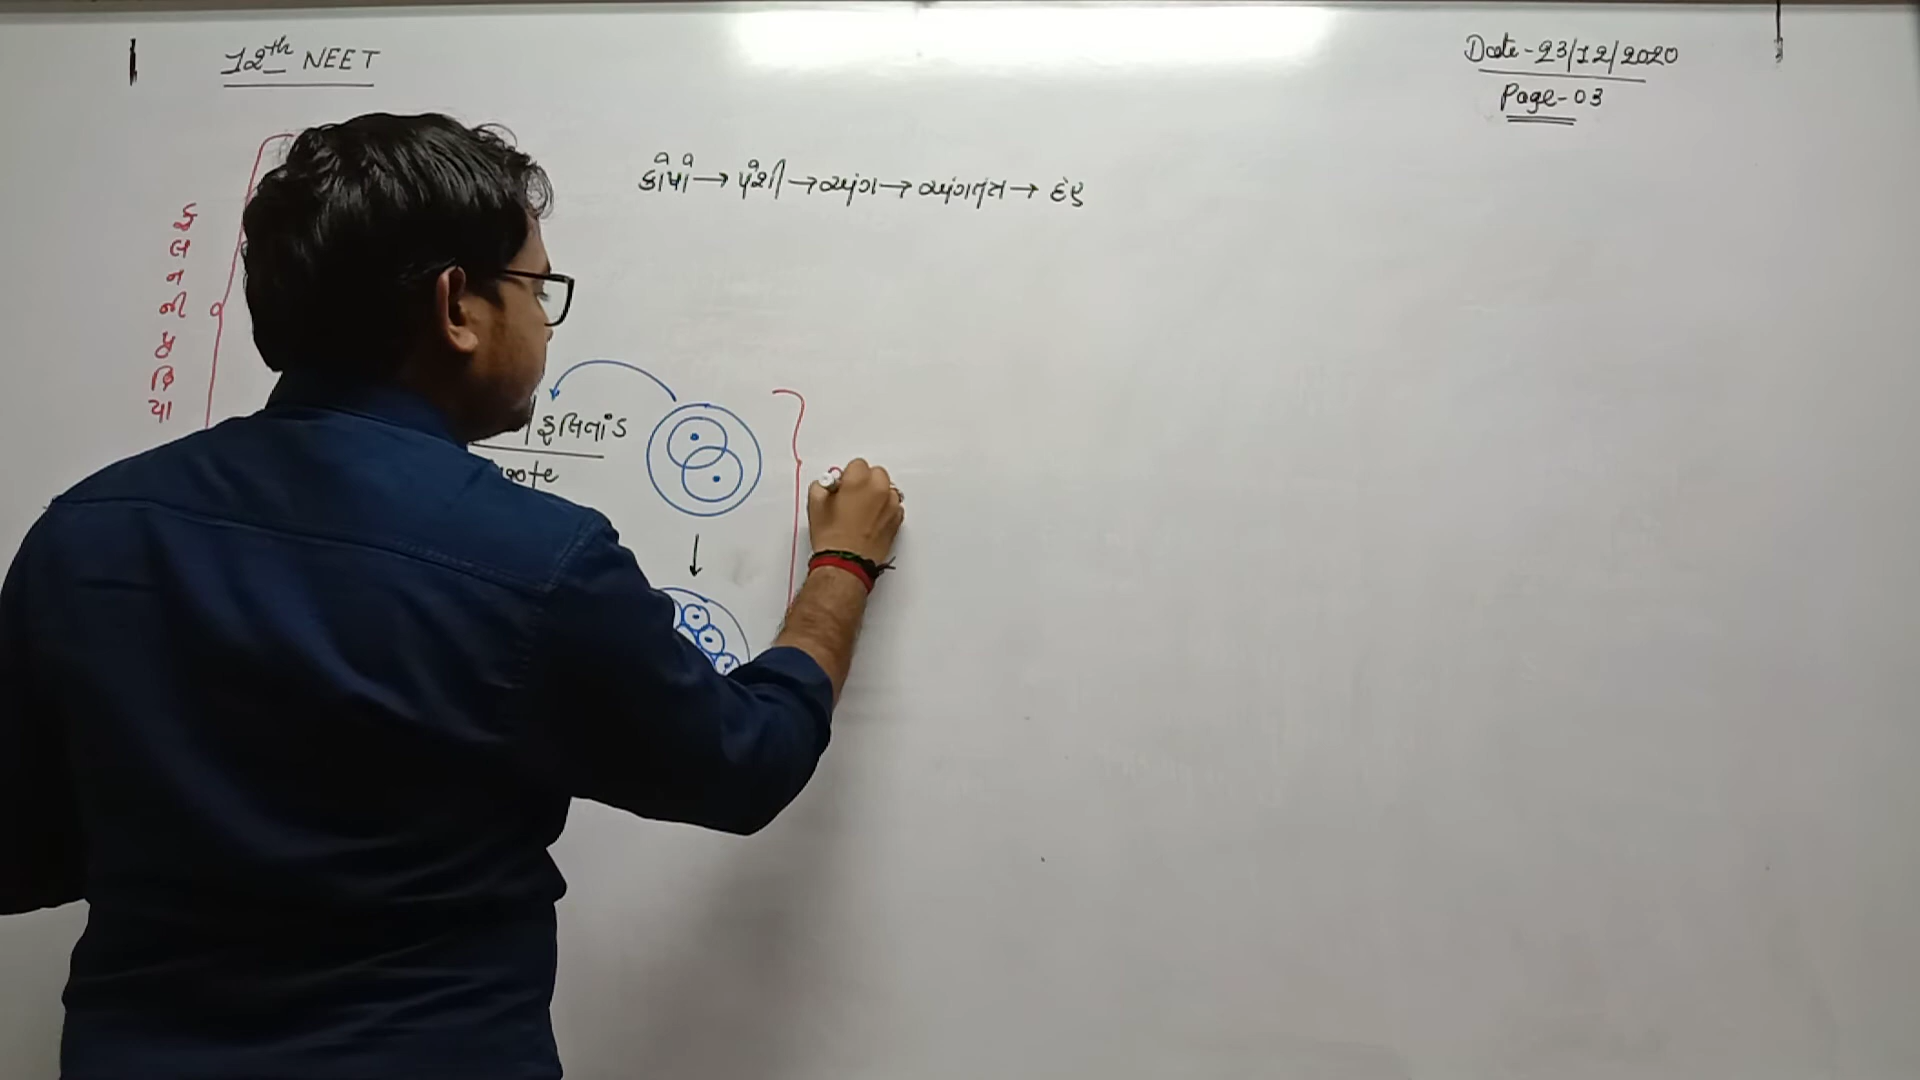 12th NEET
Date-23/12/2020
Page-03
કોષો → પેશી → અંગ → અંગતંત્ર → દેહ
ફ
લ
ન
ની
પ્ર
ક્રિ
યા
ફલિતાંડ